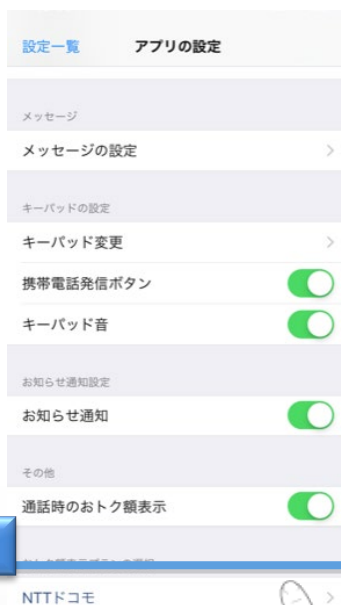 設定一覧 アプリの設定
メッセージ
メッセージの設定
キーパッドの設定
キーパッド変更
携帯電話発信ボタン
キーパッド音
お知らせ通知設定
お知らせ通知
その他
通話時のおトク額表示
NTTドコモ